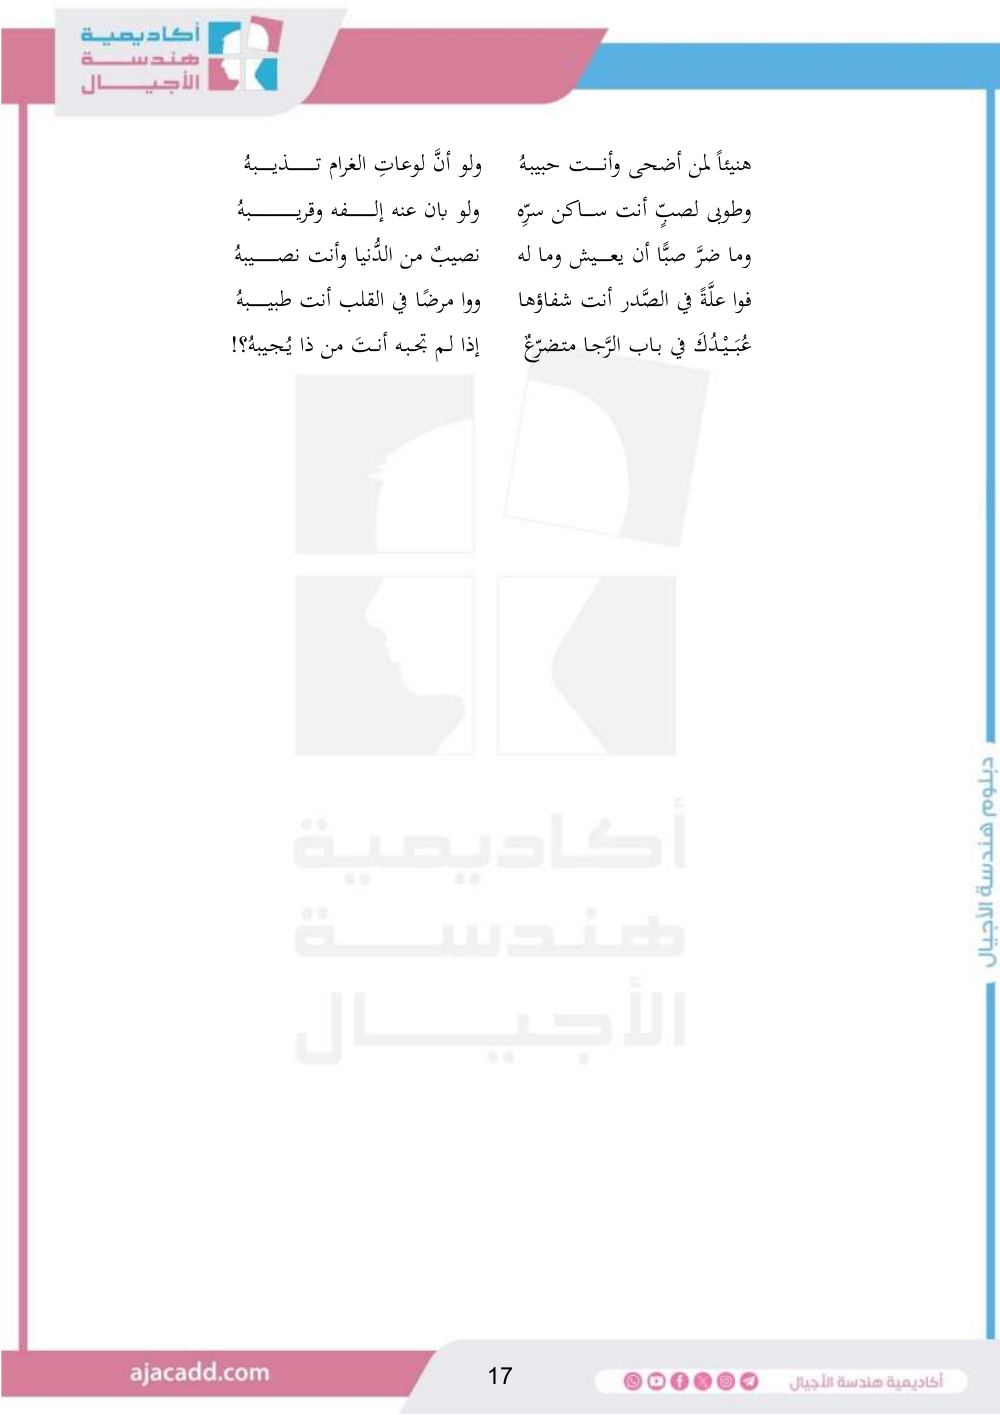 أكاديمية
هندسة
الأجيال
هنيئاً لمن أضحى وأنت حبيبهُ ولو أنَّ لوعاتِ الغرام تذيبهُ
وطوبى لصبٍّ أنت ساكن سرِّه ولو بان عنه إلفه وقريبهُ
وما ضرَّ صبًّا أن يعيش وما له نصيبٌ من الدُّنيا وأنت نصيبهُ
فوا علَّةً في الصَّدر أنت شفاؤها ووا مرضًا في القلب أنت طبيبهُ
عُبَيْدُكَ في باب الرَّجا متضرّعٌ إذا لم تجبه أنتَ من ذا يُجيبهُ؟!
أكاديمية
هندسة
الأجيال
دبلوم هندسة الأجيال
ajacadd.com
17
أكاديمية هندسة الأجيال